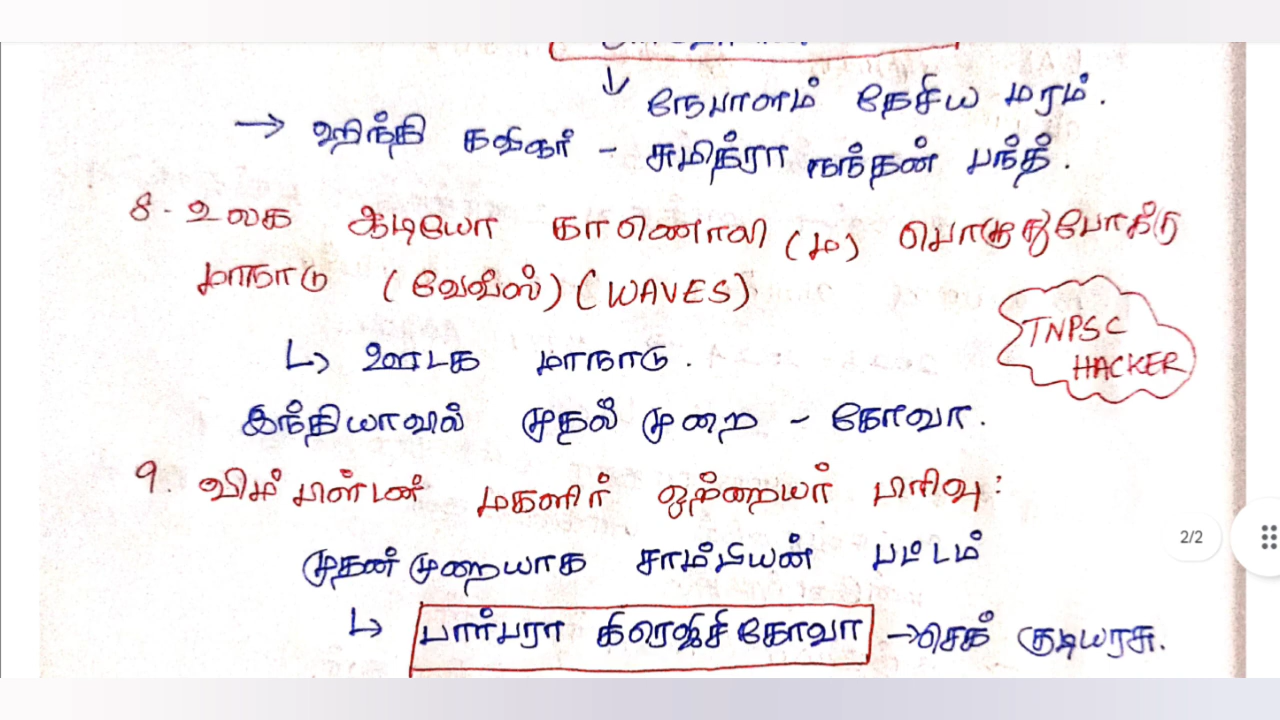 நேபாளம் தேசிய மரம்.
→ ஹிந்தி கவிஞர் - சுமித்ரா நந்தன் பந்த்.
8. உலக ஆடியோ காணொலி (ம) பொழுதுபோக்கு
மாநாடு (வேவ்ஸ்) (WAVES)
↳ ஊடக மாநாடு.
இந்தியாவில் முதல் முறை - கோவா.
TNPSC
HACKER
9. விம்பிள்டன் மகளிர் ஒற்றையர் பிரிவு:
முதன்முறையாக சாம்பியன் பட்டம்
2/2
↳ பார்பரா கிரெஜிசிகோவா → செக் குடியரசு.